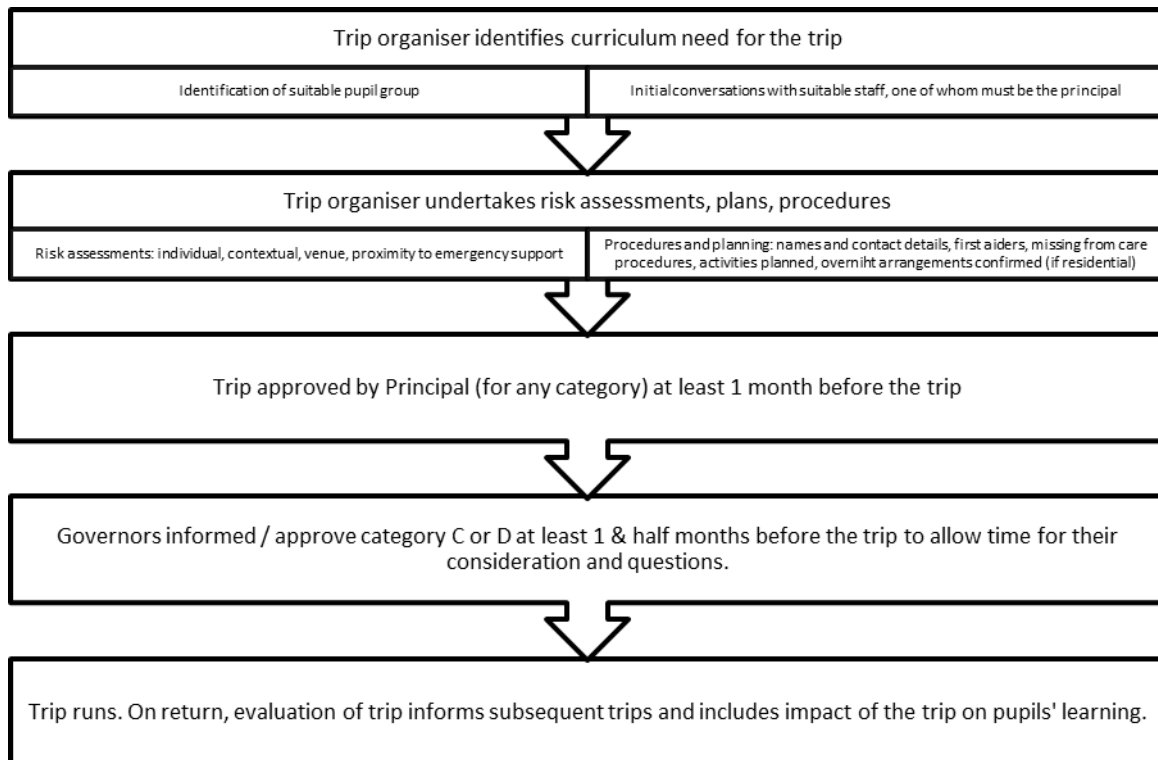 Trip organiser identifies curriculum need for the trip
Identification of suitable pupil group
Initial conversations with suitable staff, one of whom must be the principal
Trip organiser undertakes risk assessments, plans, procedures
Risk assessments: individual, contextual, venue, proximity to emergency support
Procedures and planning: names and contact details, first aiders, missing from care
procedures, activities planned, overniht arrangements confirmed (if residential)
Trip approved by Principal (for any category) at least 1 month before the trip
Governors informed / approve category C or D at least 1 & half months before the trip to allow time for their
consideration and questions.
Trip runs. On return, evaluation of trip informs subsequent trips and includes impact of the trip on pupils' learning.